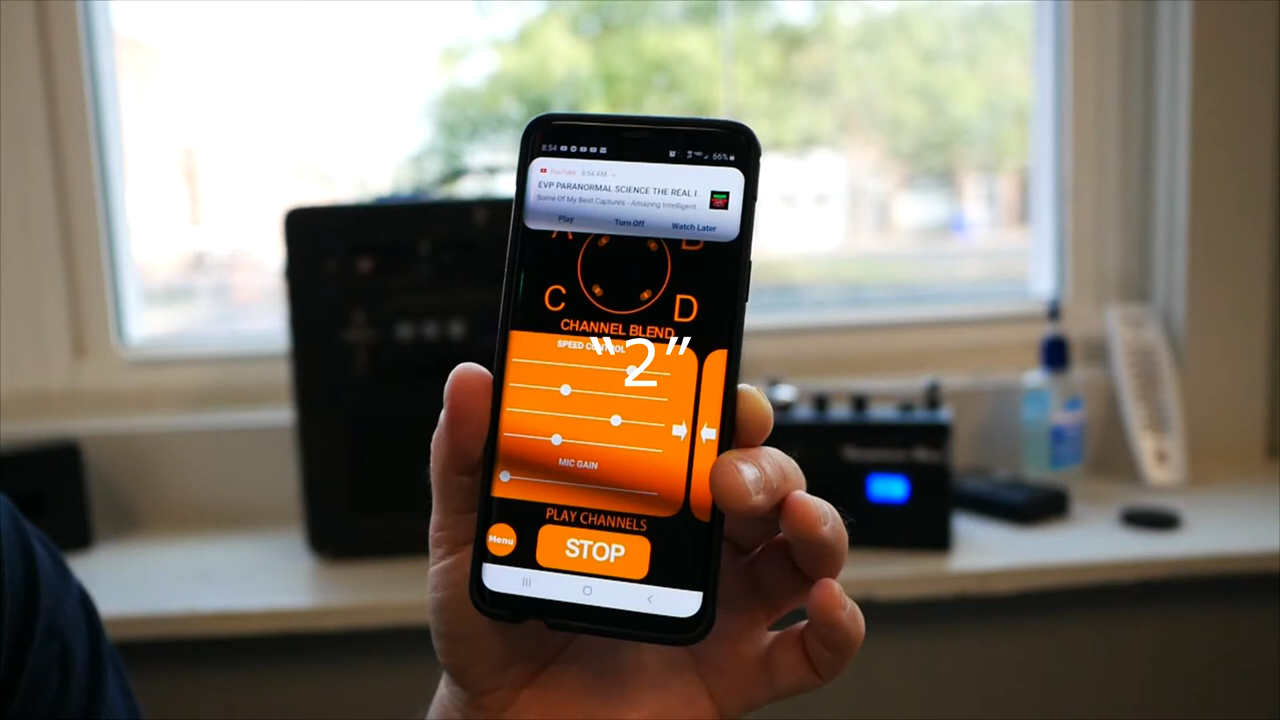 8:54
66%
YouTube 8:54 AM
EVP PARANORMAL SCIENCE THE REAL I
Some Of My Best Captures - Amazing Intelligent
Play Turn Off Watch Later
A B
C D
CHANNEL BLEND
SPEED CONTROL
“2”
MIC GAIN
PLAY CHANNELS
Menu STOP